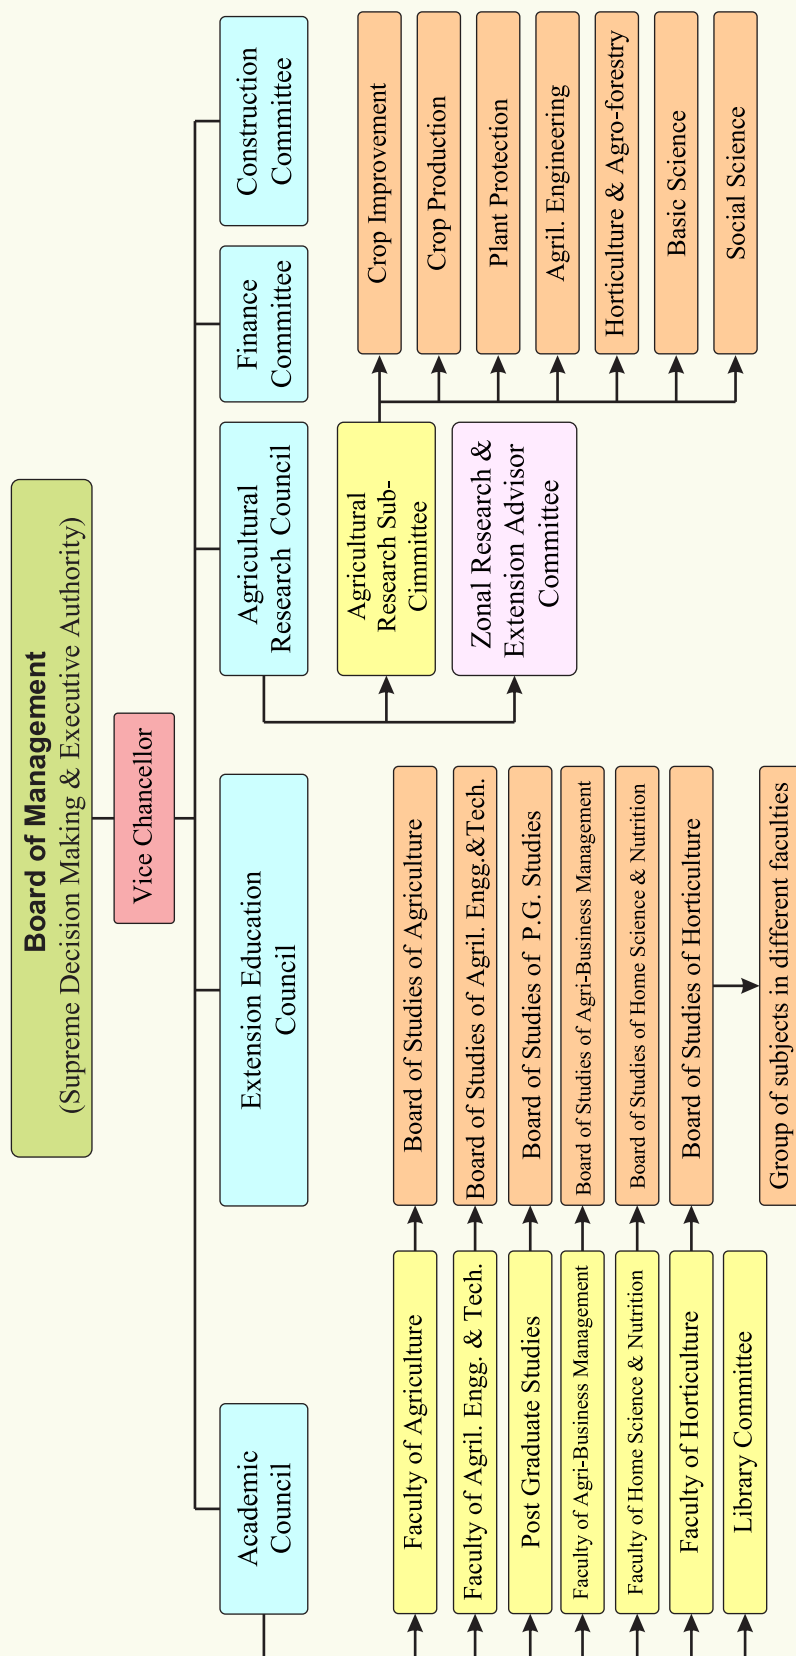 Board of Management
(Supreme Decision Making & Executive Authority)
Vice Chancellor
Academic
Council
Extension Education
Council
Agricultural
Research Council
Finance
Committee
Construction
Committee
Faculty of Agriculture
Faculty of Agril. Engg. & Tech.
Post Graduate Studies
Faculty of Agri-Business Management
Faculty of Home Science & Nutrition
Faculty of Horticulture
Library Committee
Board of Studies of Agriculture
Board of Studies of Agril. Engg.&Tech.
Board of Studies of P.G. Studies
Board of Studies of Agri-Business Management
Board of Studies of Home Science & Nutrition
Board of Studies of Horticulture
Group of subjects in different faculties
Agricultural
Research Sub-
Cimmittee
Zonal Research &
Extension Advisor
Committee
Crop Improvement
Crop Production
Plant Protection
Agril. Engineering
Horticulture & Agro-forestry
Basic Science
Social Science